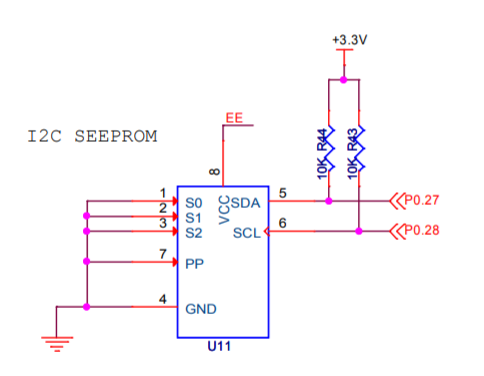 +3.3V
EE
I2C SEEPROM
10K R44
10K R43
8
VCC
1 S0 SDA 5 P0.27
2 S1
3 S2 SCL 6 P0.28
7 PP
4 GND
U11